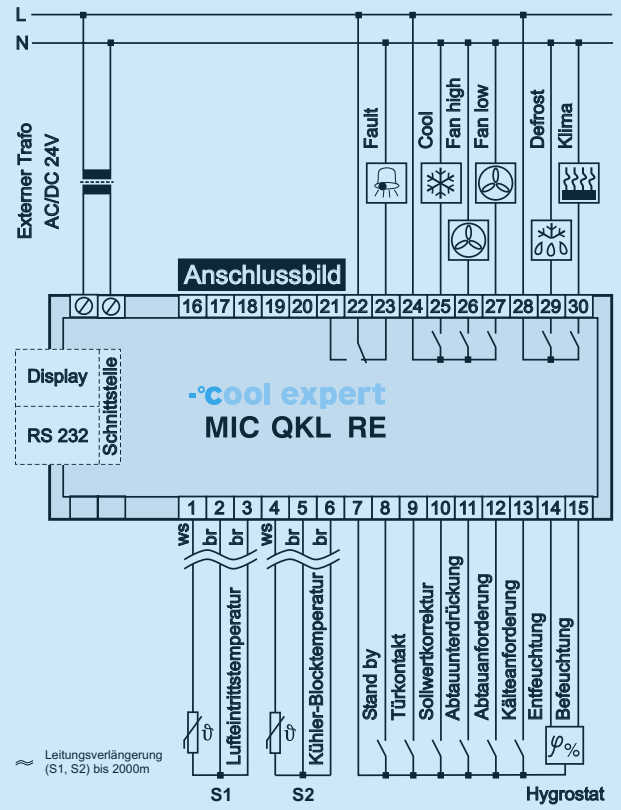 L
N
Externer Trafo
AC/DC 24V
Fault
Cool
Fan high
Fan low
Defrost
Klima
Anschlussbild
16 17 18 19 20 21 22 23 24 25 26 27 28 29 30
Display
RS 232
Schnittstelle
-°cool expert
MIC QKL RE
1 2 3 4 5 6 7 8 9 10 11 12 13 14 15
ws
br
br
ws
br
br
Lufteintrittstemperatur
Kühler-Blocktemperatur
Stand by
Türkontakt
Sollwertkorrektur
Abtauunterdrückung
Abtauanforderung
Kälteanforderung
Entfeuchtung
Befeuchtung
ϑ
ϑ
φ%
≈ Leitungsverlängerung
(S1, S2) bis 2000m
S1
S2
Hygrostat